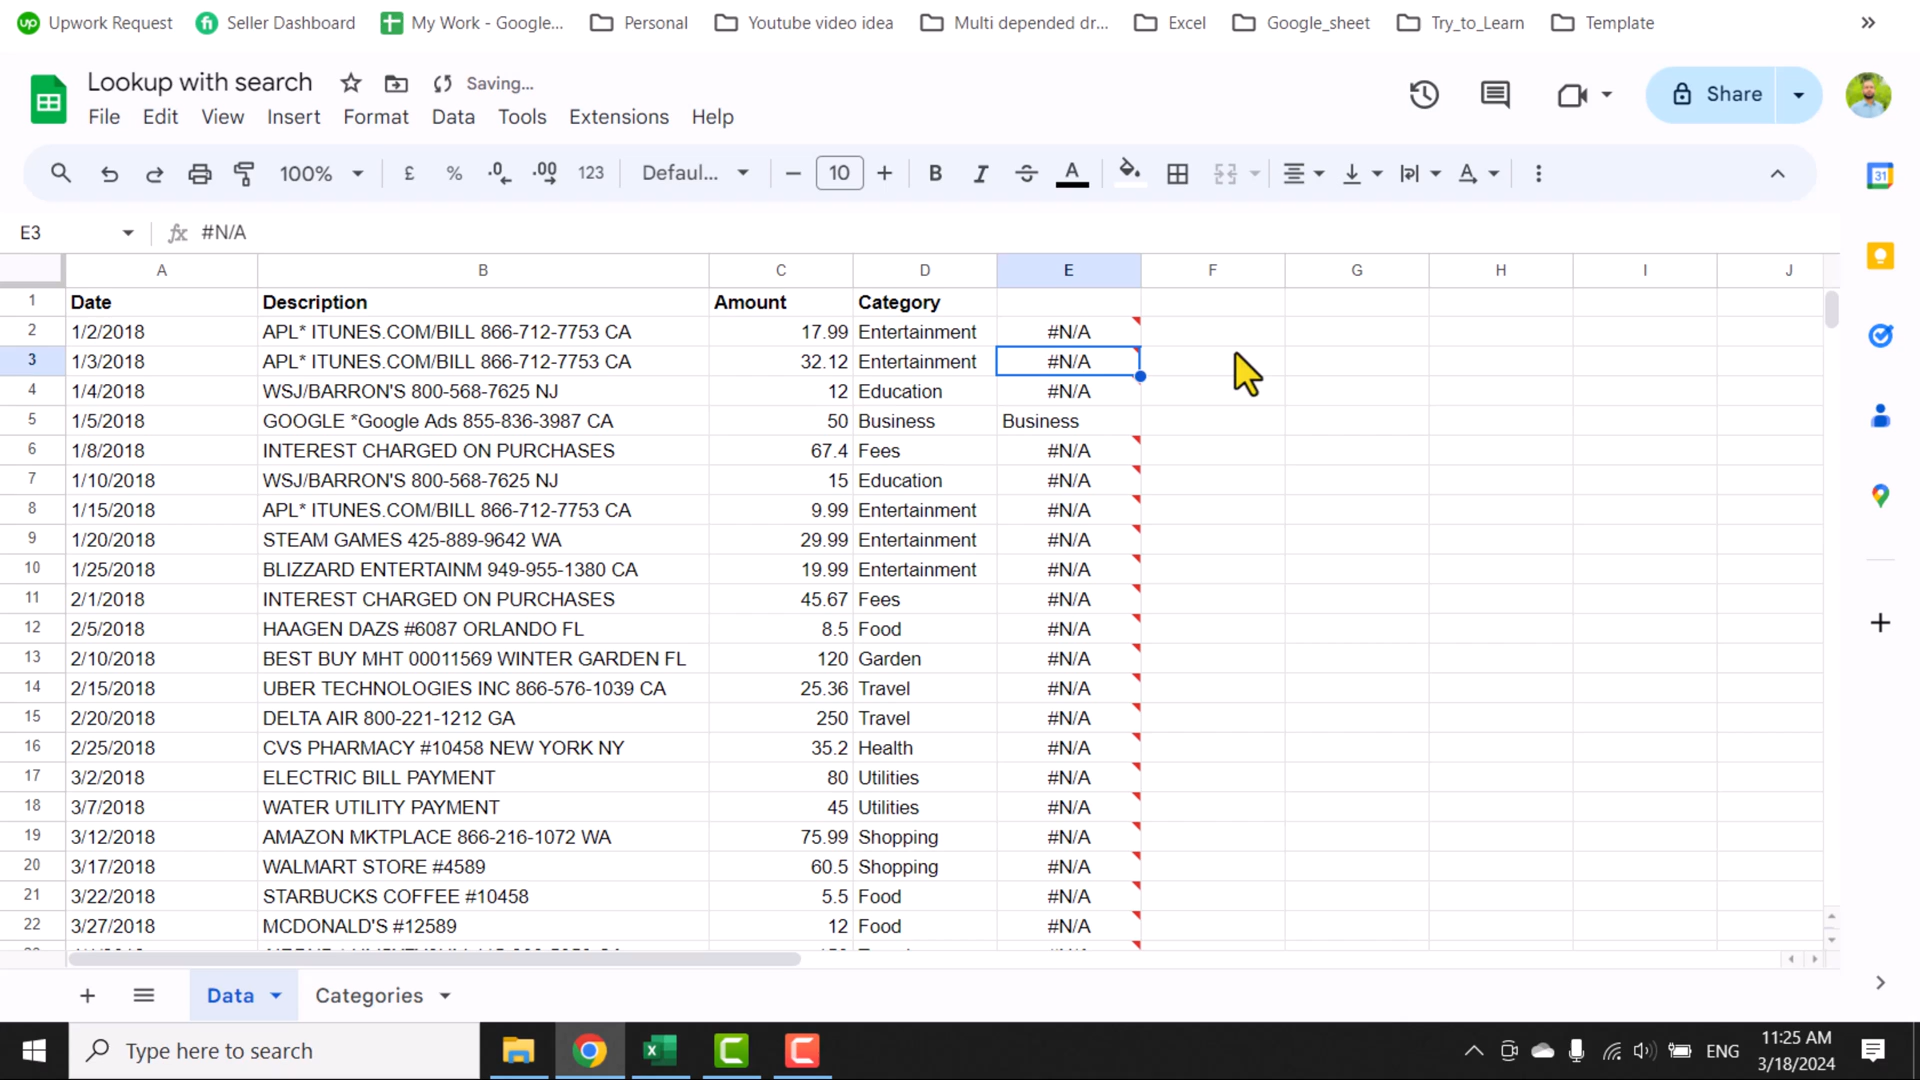 Upwork Request Seller Dashboard My Work - Google... Personal Youtube video idea Multi depended dr... Excel Google_sheet Try_to_Learn Template »
Lookup with search Saving...
File Edit View Insert Format Data Tools Extensions Help
Share
100% £ % .0 .00 123 Defaul... 10 B I A
31
E3 fx #N/A
A B C D E F G H I J
1 Date Description Amount Category
2 1/2/2018 APL* ITUNES.COM/BILL 866-712-7753 CA 17.99 Entertainment #N/A
3 1/3/2018 APL* ITUNES.COM/BILL 866-712-7753 CA 32.12 Entertainment #N/A
4 1/4/2018 WSJ/BARRON'S 800-568-7625 NJ 12 Education #N/A
5 1/5/2018 GOOGLE *Google Ads 855-836-3987 CA 50 Business Business
6 1/8/2018 INTEREST CHARGED ON PURCHASES 67.4 Fees #N/A
7 1/10/2018 WSJ/BARRON'S 800-568-7625 NJ 15 Education #N/A
8 1/15/2018 APL* ITUNES.COM/BILL 866-712-7753 CA 9.99 Entertainment #N/A
9 1/20/2018 STEAM GAMES 425-889-9642 WA 29.99 Entertainment #N/A
10 1/25/2018 BLIZZARD ENTERTAINM 949-955-1380 CA 19.99 Entertainment #N/A
11 2/1/2018 INTEREST CHARGED ON PURCHASES 45.67 Fees #N/A
12 2/5/2018 HAAGEN DAZS #6087 ORLANDO FL 8.5 Food #N/A
13 2/10/2018 BEST BUY MHT 00011569 WINTER GARDEN FL 120 Garden #N/A
14 2/15/2018 UBER TECHNOLOGIES INC 866-576-1039 CA 25.36 Travel #N/A
15 2/20/2018 DELTA AIR 800-221-1212 GA 250 Travel #N/A
16 2/25/2018 CVS PHARMACY #10458 NEW YORK NY 35.2 Health #N/A
17 3/2/2018 ELECTRIC BILL PAYMENT 80 Utilities #N/A
18 3/7/2018 WATER UTILITY PAYMENT 45 Utilities #N/A
19 3/12/2018 AMAZON MKTPLACE 866-216-1072 WA 75.99 Shopping #N/A
20 3/17/2018 WALMART STORE #4589 60.5 Shopping #N/A
21 3/22/2018 STARBUCKS COFFEE #10458 5.5 Food #N/A
22 3/27/2018 MCDONALD'S #12589 12 Food #N/A
Data Categories
Type here to search
ENG
11:25 AM
3/18/2024